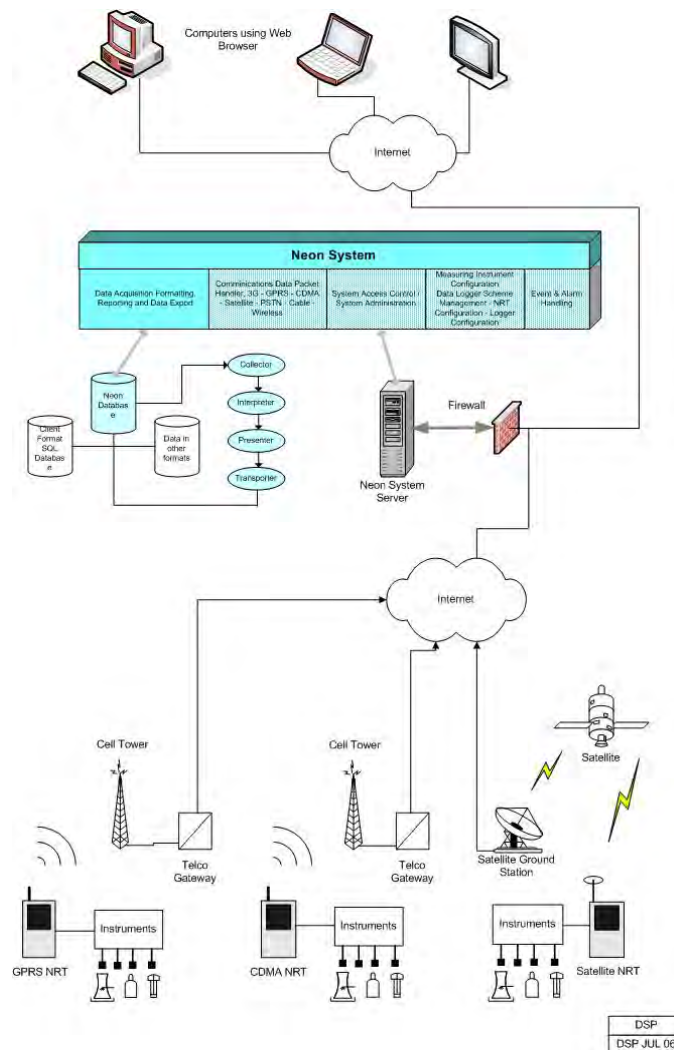 Computers using Web
Browser
Internet
Neon System
Data Acquisition Formatting,
Reporting and Data Export
Commincations Data Packet
Handler, 3G - GPRS - CDMA
- Satellite - PSTN - Cable -
Wireless
System Access Control /
System Administration
Measuring Instrument
Configuration
Data Logger Scheme
Management - NRT
Configuration - Logger
Configuration
Event & Alarm
Handling
Neon
Databas
e
Collector
Interpreter
Presenter
Transporter
Client
Format
SQL
Databas
e
Data in
other
formats
Firewall
Neon System
Server
Internet
Cell Tower
Telco
Gateway
Cell Tower
Telco
Gateway
Satellite
Satellite Ground
Station
Instruments
GPRS NRT
Instruments
CDMA NRT
Instruments
Satellite NRT
DSP
DSP JUL 06